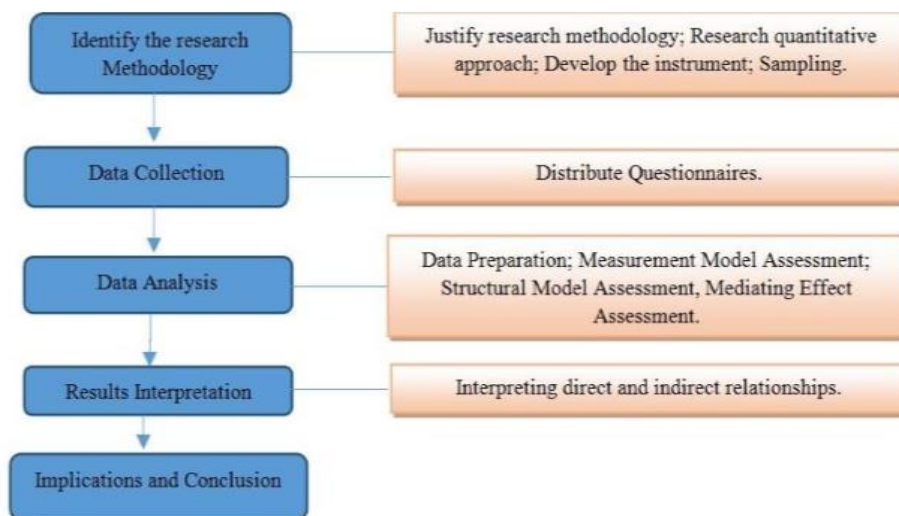 Identify the research
Methodology
Justify research methodology; Research quantitative
approach; Develop the instrument; Sampling.
Data Collection
Distribute Questionnaires.
Data Analysis
Data Preparation; Measurement Model Assessment;
Structural Model Assessment, Mediating Effect
Assessment.
Results Interpretation
Interpreting direct and indirect relationships.
Implications and Conclusion